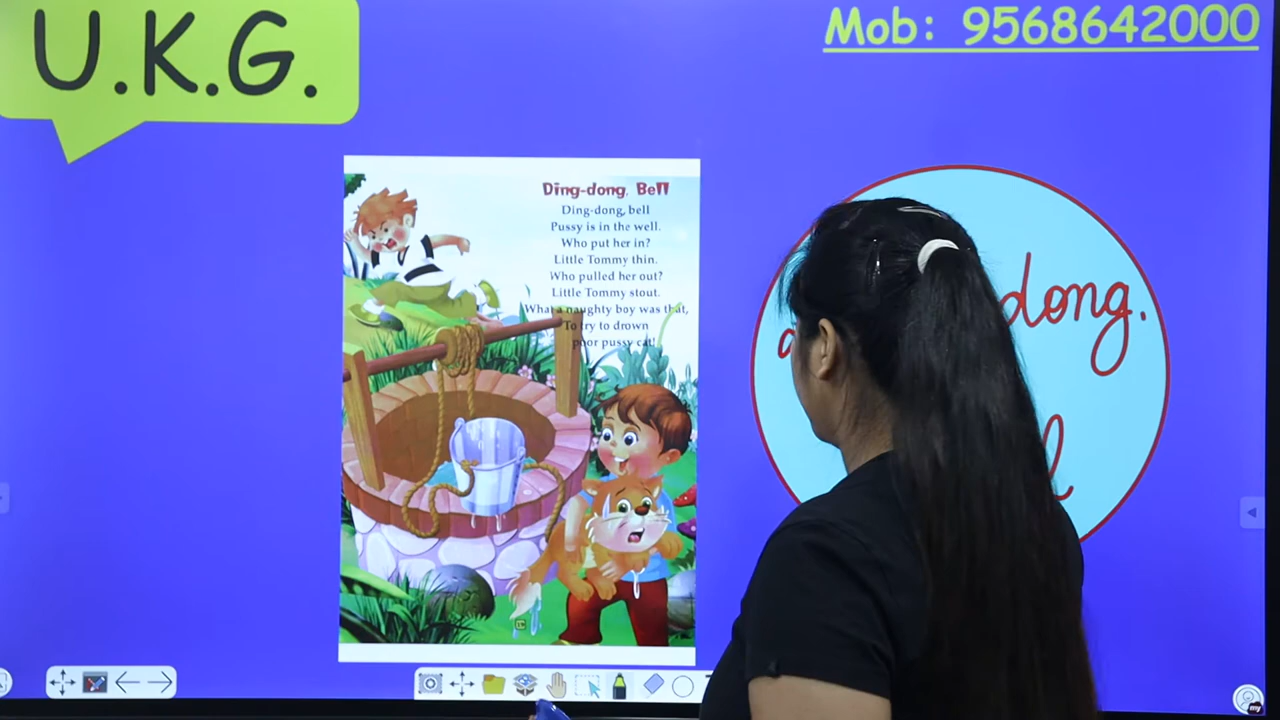 U.K.G.
Mob: 9568642000
Ding-dong, Bell
Ding-dong, bell
Pussy is in the well.
Who put her in?
Little Tommy thin.
Who pulled her out?
Little Tommy stout.
What a naughty boy was that,
To try to drown
poor pussy cat!
dong.
my